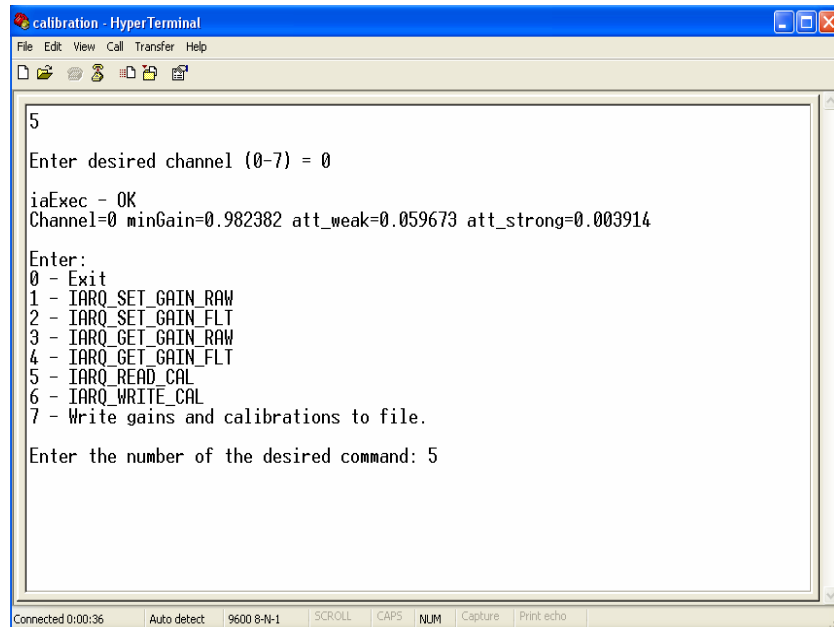 calibration - HyperTerminal
File Edit View Call Transfer Help
5
Enter desired channel (0-7) = 0
iaExec - OK
Channel=0 minGain=0.982382 att_weak=0.059673 att_strong=0.003914
Enter:
0 - Exit
1 - IARQ_SET_GAIN_RAW
2 - IARQ_SET_GAIN_FLT
3 - IARQ_GET_GAIN_RAW
4 - IARQ_GET_GAIN_FLT
5 - IARQ_READ_CAL
6 - IARQ_WRITE_CAL
7 - Write gains and calibrations to file.
Enter the number of the desired command: 5
Connected 0:00:36 Auto detect 9600 8-N-1 SCROLL CAPS NUM Capture Print echo